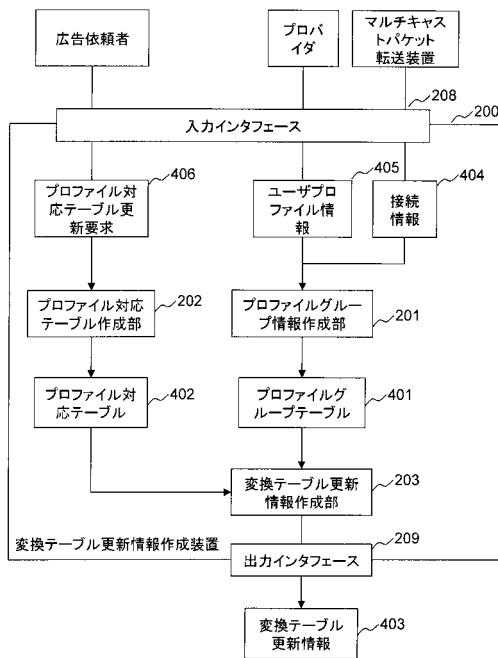 広告依頼者
プロバ
イダ
マルチキャス
トパケット
転送装置
208
200
入力インタフェース
406
プロファイル対
応テーブル更
新要求
405
ユーザプロ
ファイル情
報
404
接続
情報
202
プロファイル対応
テーブル作成部
201
プロファイルグルー
プ情報作成部
402
プロファイル対
応テーブル
401
プロファイルグ
ループテーブル
203
変換テーブル更新
情報作成部
変換テーブル更新情報作成装置
209
出力インタフェース
変換テーブル
更新情報
403